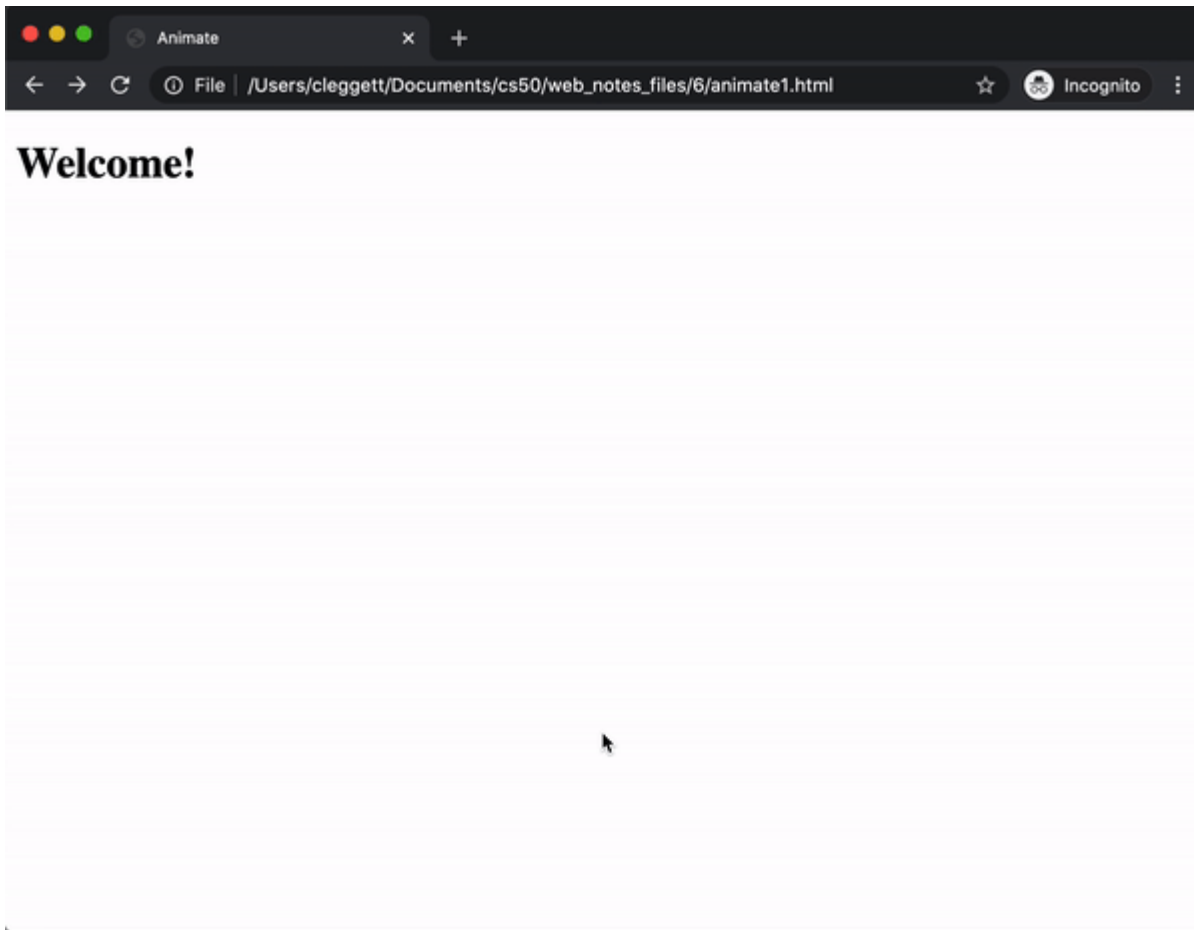 Animate
File /Users/cleggett/Documents/cs50/web_notes_files/6/animate1.html Incognito
Welcome!